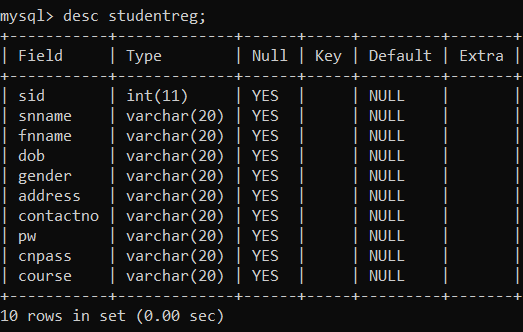 mysql> desc studentreg;
+-----------+-------------+------+-----+---------+-------+
| Field     | Type        | Null | Key | Default | Extra |
+-----------+-------------+------+-----+---------+-------+
| sid       | int(11)     | YES  |     | NULL    |       |
| snname    | varchar(20) | YES  |     | NULL    |       |
| fnname    | varchar(20) | YES  |     | NULL    |       |
| dob       | varchar(20) | YES  |     | NULL    |       |
| gender    | varchar(20) | YES  |     | NULL    |       |
| address   | varchar(20) | YES  |     | NULL    |       |
| contactno | varchar(20) | YES  |     | NULL    |       |
| pw        | varchar(20) | YES  |     | NULL    |       |
| cnpass    | varchar(20) | YES  |     | NULL    |       |
| course    | varchar(20) | YES  |     | NULL    |       |
+-----------+-------------+------+-----+---------+-------+
10 rows in set (0.00 sec)